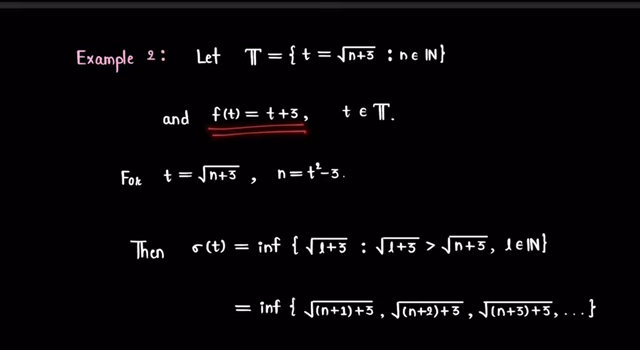 Example 2: Let 𝕋 = { t = √(n+3) : n ∈ ℕ }
and f(t) = t+3, t ∈ 𝕋.
For t = √(n+3) , n = t²-3.
Then σ(t) = inf { √(l+3) : √(l+3) > √(n+3), l ∈ ℕ }
= inf { √((n+1)+3) , √((n+2)+3) , √((n+3)+3) , ... }